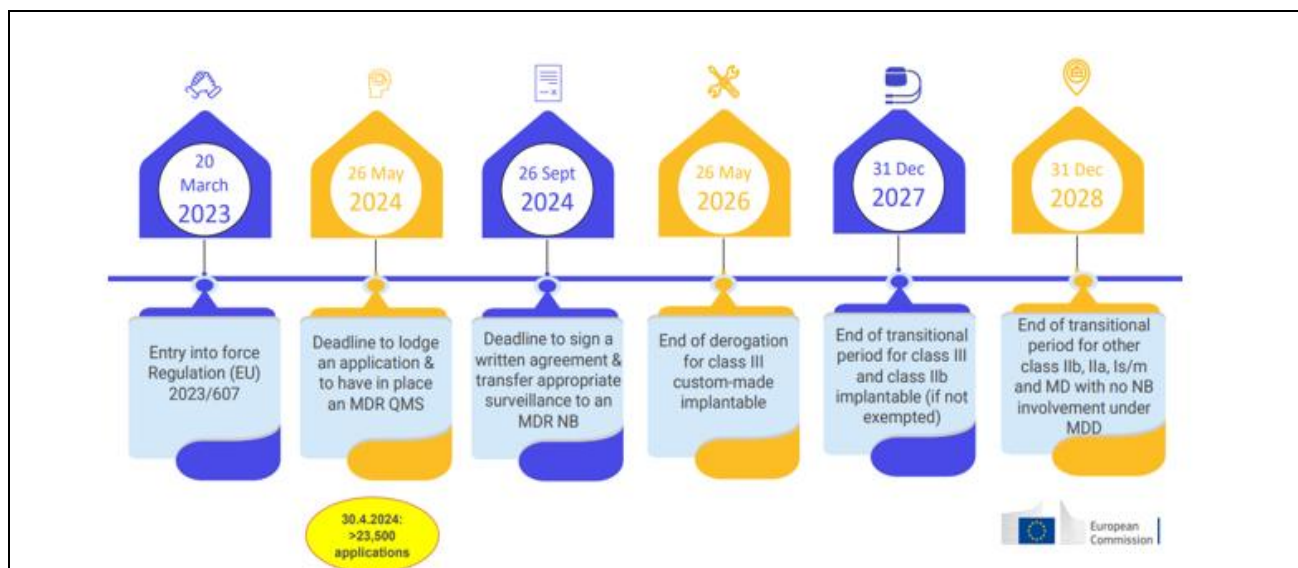 20
March
2023
26 May
2024
26 Sept
2024
26 May
2026
31 Dec
2027
31 Dec
2028
Entry into force
Regulation (EU)
2023/607
Deadline to lodge
an application &
to have in place
an MDR QMS
Deadline to sign a
written agreement &
transfer appropriate
surveillance to an
MDR NB
End of derogation
for class III
custom-made
implantable
End of transitional
period for class III
and class IIb
implantable (if not
exempted)
End of transitional
period for other
class IIb, IIa, Is/m
and MD with no NB
involvement under
MDD
30.4.2024:
>23,500
applications
European
Commission